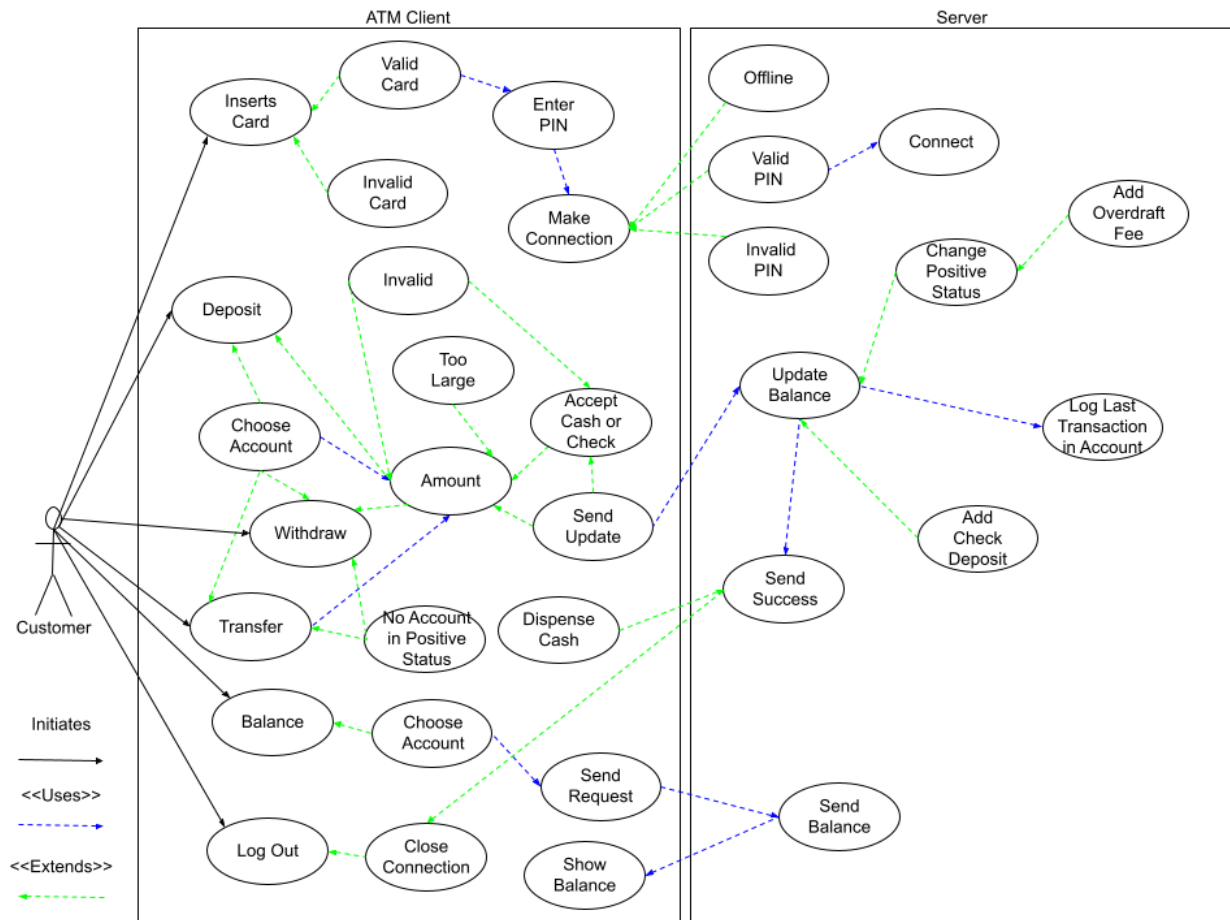 ATM Client
Server
Inserts
Card
Valid
Card
Enter
PIN
Invalid
Card
Make
Connection
Offline
Valid
PIN
Connect
Invalid
PIN
Add
Overdraft
Fee
Change
Positive
Status
Deposit
Invalid
Too
Large
Choose
Account
Accept
Cash or
Check
Amount
Withdraw
Send
Update
Update
Balance
Log Last
Transaction
in Account
Add
Check
Deposit
Send
Success
Customer
Transfer
No Account
in Positive
Status
Dispense
Cash
Balance
Choose
Account
Send
Request
Send
Balance
Log Out
Close
Connection
Show
Balance
Initiates
<<Uses>>
<<Extends>>